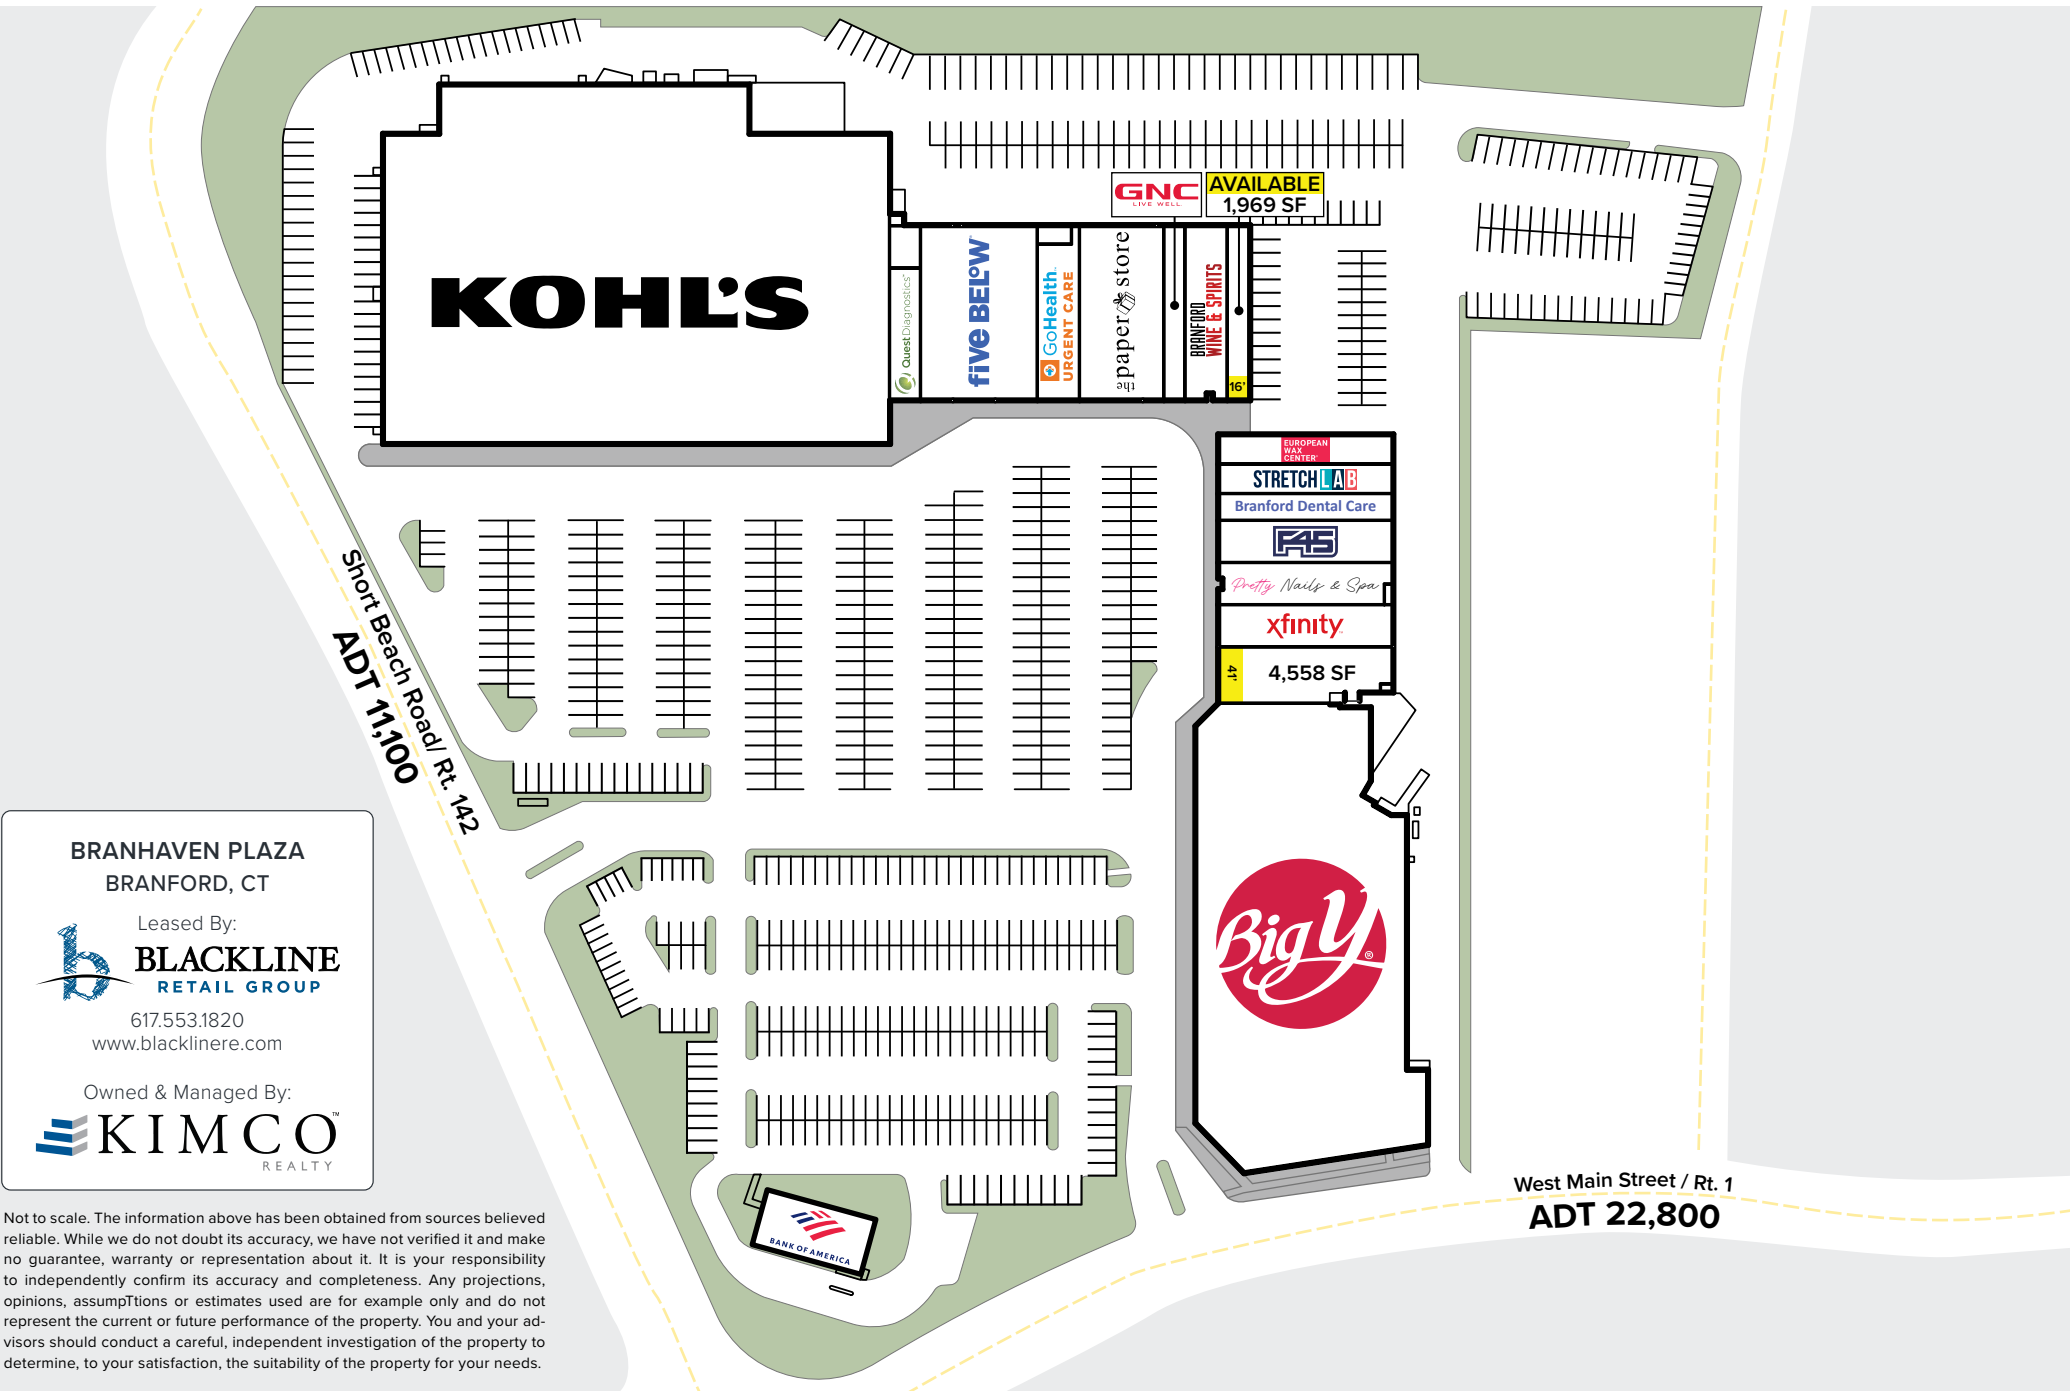 GNC
LIVE WELL.
AVAILABLE
1,969 SF
KOHL'S
Quest Diagnostics™
five BELOW
GoHealth
URGENT CARE
the paper store
BRANFORD
WINE & SPIRITS
16'
EUROPEAN
WAX
CENTER
STRETCH LAB
Branford Dental Care
F45
Pretty Nails & Spa
xfinity
41'
4,558 SF
Big Y®
BANK OF AMERICA
Short Beach Road/ Rt. 142
ADT 11,100
West Main Street / Rt. 1
ADT 22,800
BRANHAVEN PLAZA
BRANFORD, CT
Leased By:
b
BLACKLINE
RETAIL GROUP
617.553.1820
www.blacklinere.com
Owned & Managed By:
KIMCO™
REALTY
Not to scale. The information above has been obtained from sources believed
reliable. While we do not doubt its accuracy, we have not verified it and make
no guarantee, warranty or representation about it. It is your responsibility
to independently confirm its accuracy and completeness. Any projections,
opinions, assumpTtions or estimates used are for example only and do not
represent the current or future performance of the property. You and your ad-
visors should conduct a careful, independent investigation of the property to
determine, to your satisfaction, the suitability of the property for your needs.